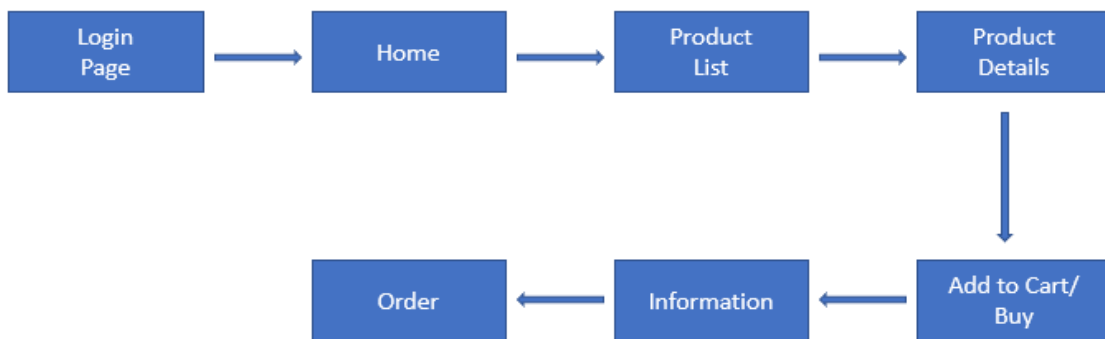 Login
Page
Home
Product
List
Product
Details
Add to Cart/
Buy
Information
Order